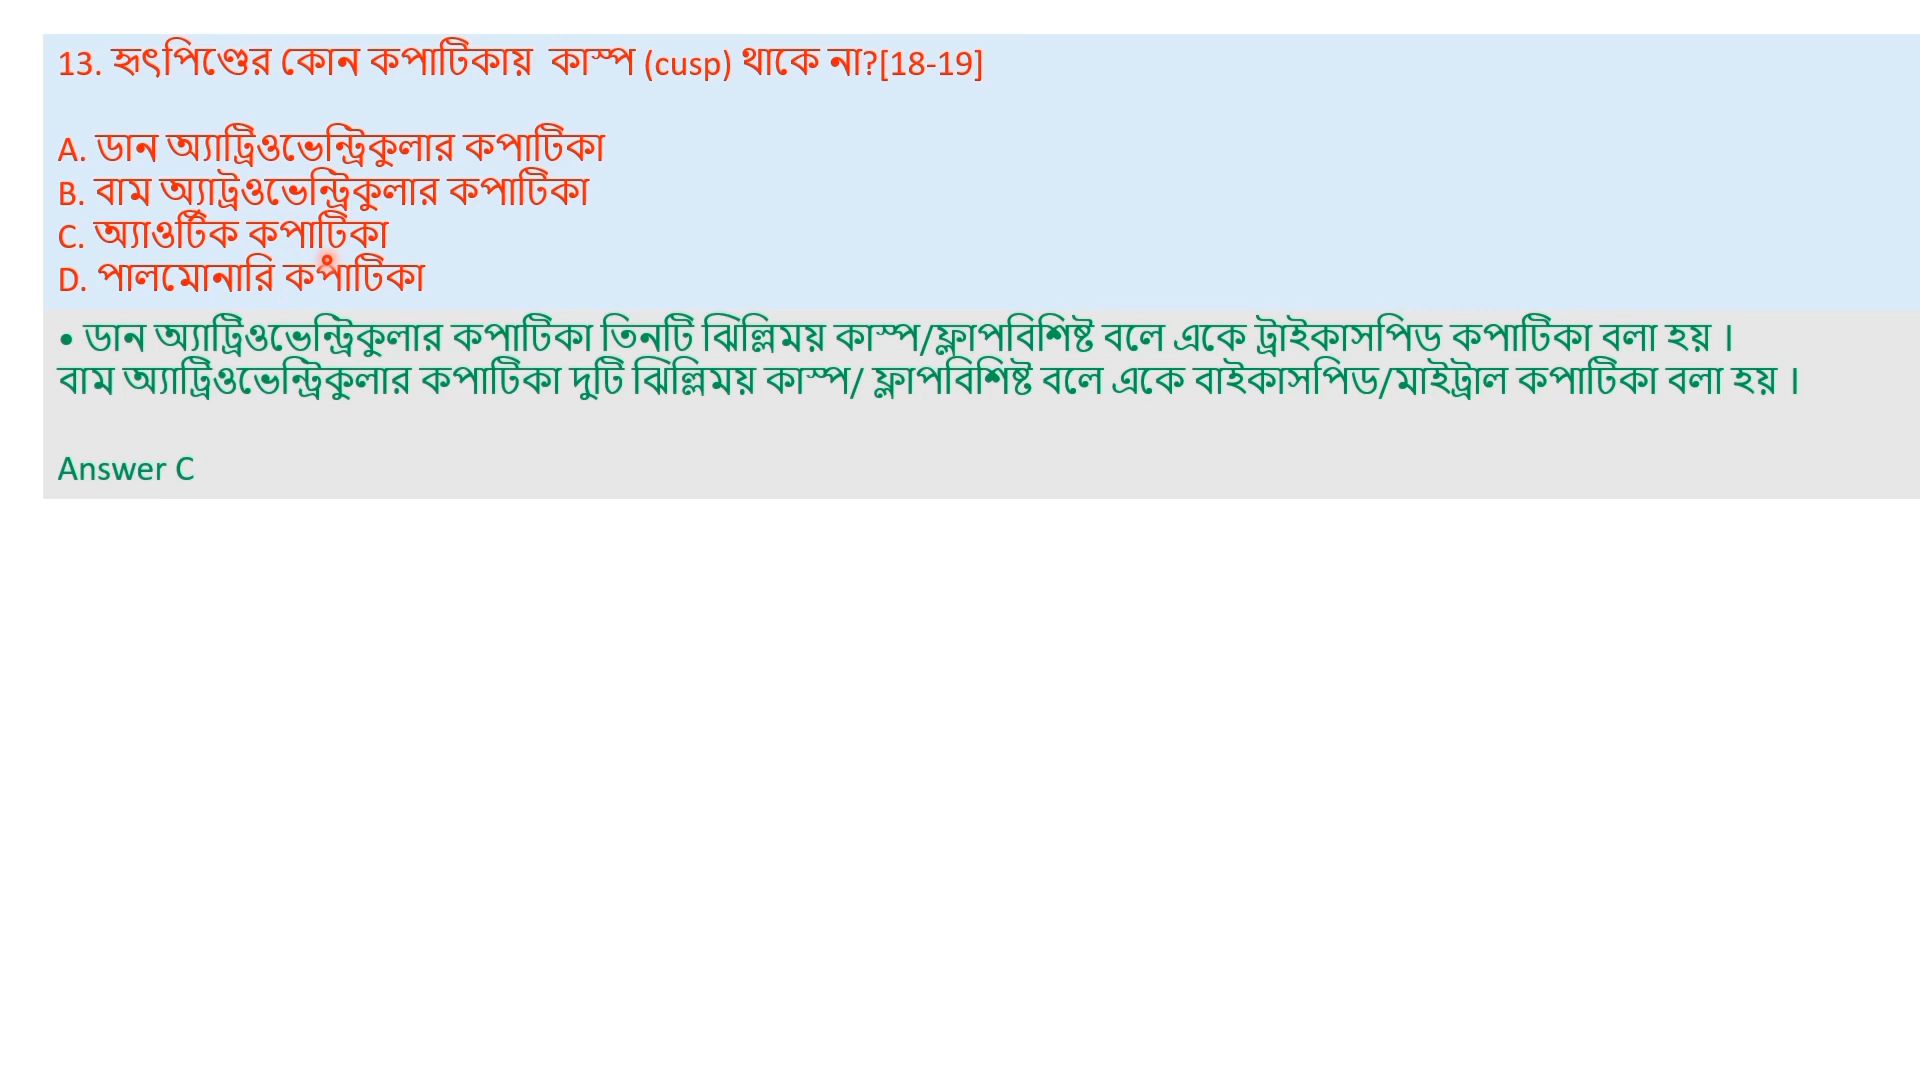 13. হৃৎপিণ্ডের কোন কপাটিকায় কাস্প (cusp) থাকে না?[18-19]
A. ডান অ্যাট্রিওভেন্ট্রিকুলার কপাটিকা
B. বাম অ্যাট্রওভেন্ট্রিকুলার কপাটিকা
C. অ্যাওর্টিক কপাটিকা
D. পালমোনারি কপাটিকা
• ডান অ্যাট্রিওভেন্ট্রিকুলার কপাটিকা তিনটি ঝিল্লিময় কাস্প/ফ্লাপবিশিষ্ট বলে একে ট্রাইকাসপিড কপাটিকা বলা হয় ।
বাম অ্যাট্রিওভেন্ট্রিকুলার কপাটিকা দুটি ঝিল্লিময় কাস্প/ ফ্লাপবিশিষ্ট বলে একে বাইকাসপিড/মাইট্রাল কপাটিকা বলা হয় ।
Answer C